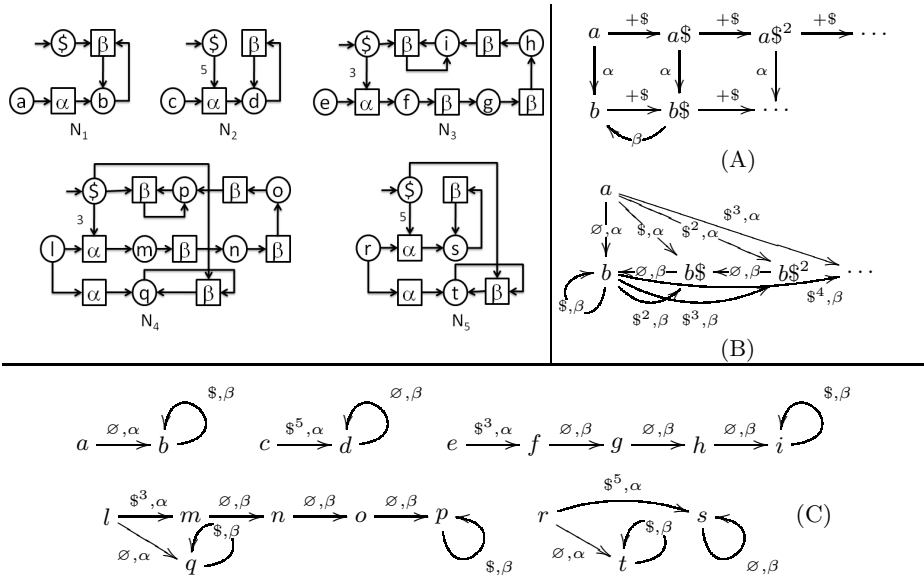 $ β $ β $ β i β h
5 3
a α b c α d e α f β g β
N1 N2 N3
$ β p β o
3
l α m β n β
α q β
N4
$ β
5
r α s
α t β
N5
a +$ a$ +$ a$² +$ ⋯
α α α
b +$ b$ +$ ⋯
β
(A)
a
$³,α
∅,α $,α $²,α
b ∅,β b$ ∅,β b$² ⋯
$,β $²,β $³,β $⁴,β
(B)
$,β ∅,β $,β
a ∅,α b c $⁵,α d e $³,α f ∅,β g ∅,β h ∅,β i
l $³,α m ∅,β n ∅,β o ∅,β p r $⁵,α s (C)
∅,α q $,β $,β ∅,α t $,β ∅,β